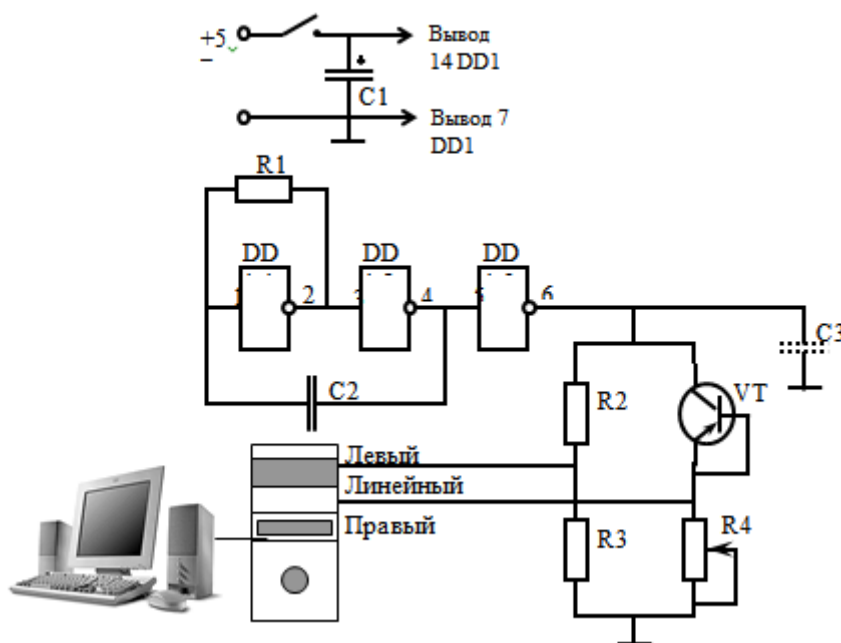 +5
–
Вывод
14 DD1
C1
Вывод 7
DD1
R1
DD
DD
DD
1
2
3
4
5
6
C3
C2
R2
VT
Левый
Линейный
Правый
R3
R4